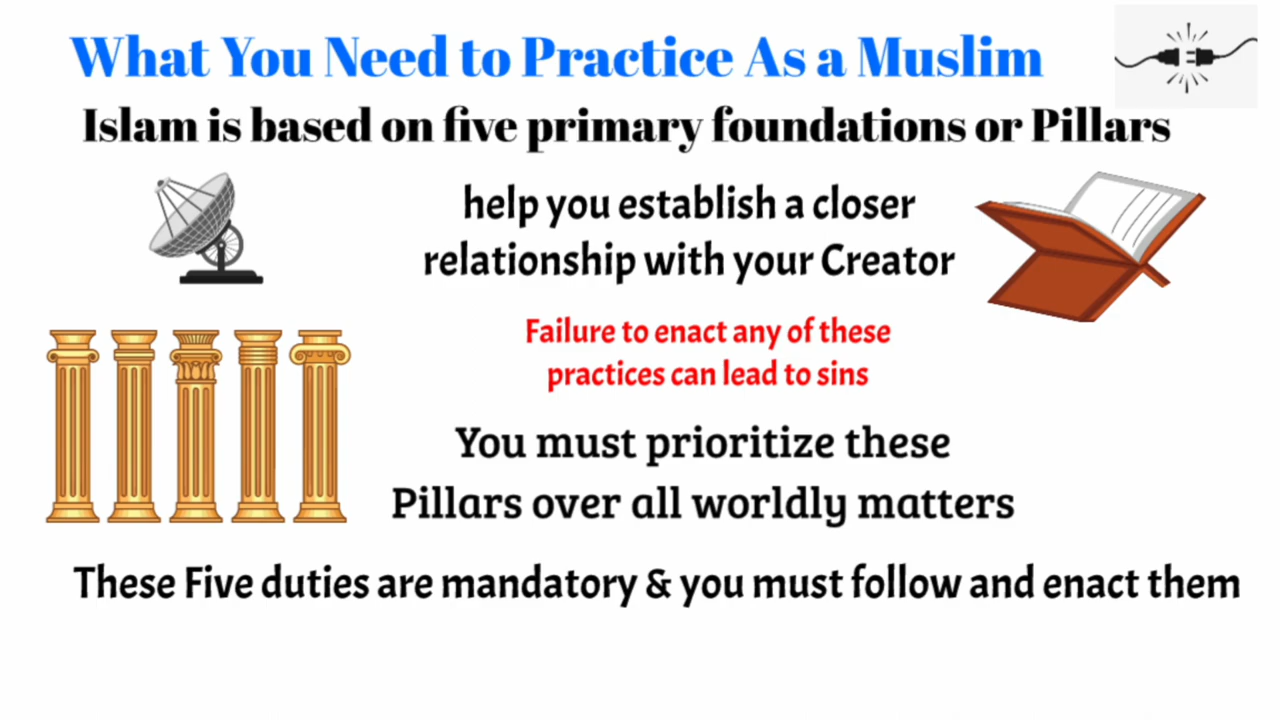 What You Need to Practice As a Muslim
Islam is based on five primary foundations or Pillars
help you establish a closer
relationship with your Creator
Failure to enact any of these
practices can lead to sins
You must prioritize these
Pillars over all worldly matters
These Five duties are mandatory & you must follow and enact them